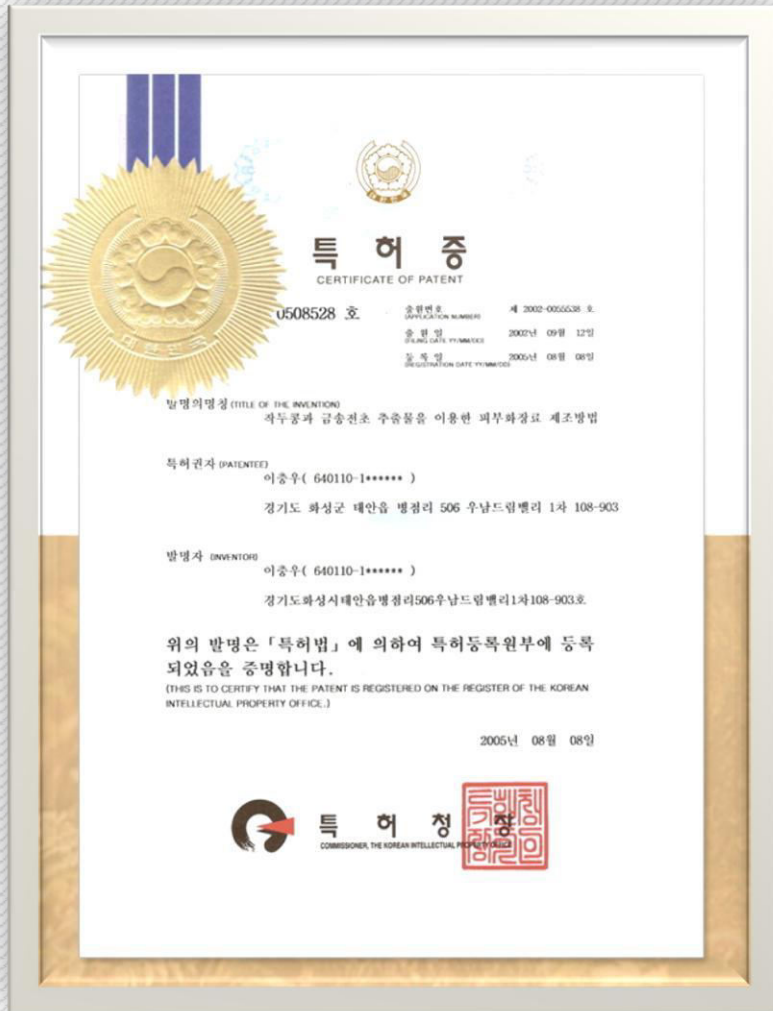 대한민국
대한민국
특 허 증
CERTIFICATE OF PATENT
0508528 호
출원번호 제 2002-0055538 호
(APPLICATION NUMBER)
출 원 일 2002년 09월 12일
(FILING DATE YY/MM/DD)
등 록 일 2005년 08월 08일
(REGISTRATION DATE YY/MM/DD)
발명의명칭 (TITLE OF THE INVENTION)
작두콩과 금송전초 추출물을 이용한 피부화장료 제조방법
특허권자 (PATENTEE)
이충우( 640110-1****** )
경기도 화성군 태안읍 병점리 506 우남드림밸리 1차 108-903
발명자 (INVENTOR)
이충우( 640110-1****** )
경기도화성시태안읍병점리506우남드림밸리1차108-903호
위의 발명은 「특허법」에 의하여 특허등록원부에 등록
되었음을 증명합니다.
(THIS IS TO CERTIFY THAT THE PATENT IS REGISTERED ON THE REGISTER OF THE KOREAN
INTELLECTUAL PROPERTY OFFICE.)
2005년 08월 08일
특 허 청 장
COMMISSIONER, THE KOREAN INTELLECTUAL PROPERTY OFFICE